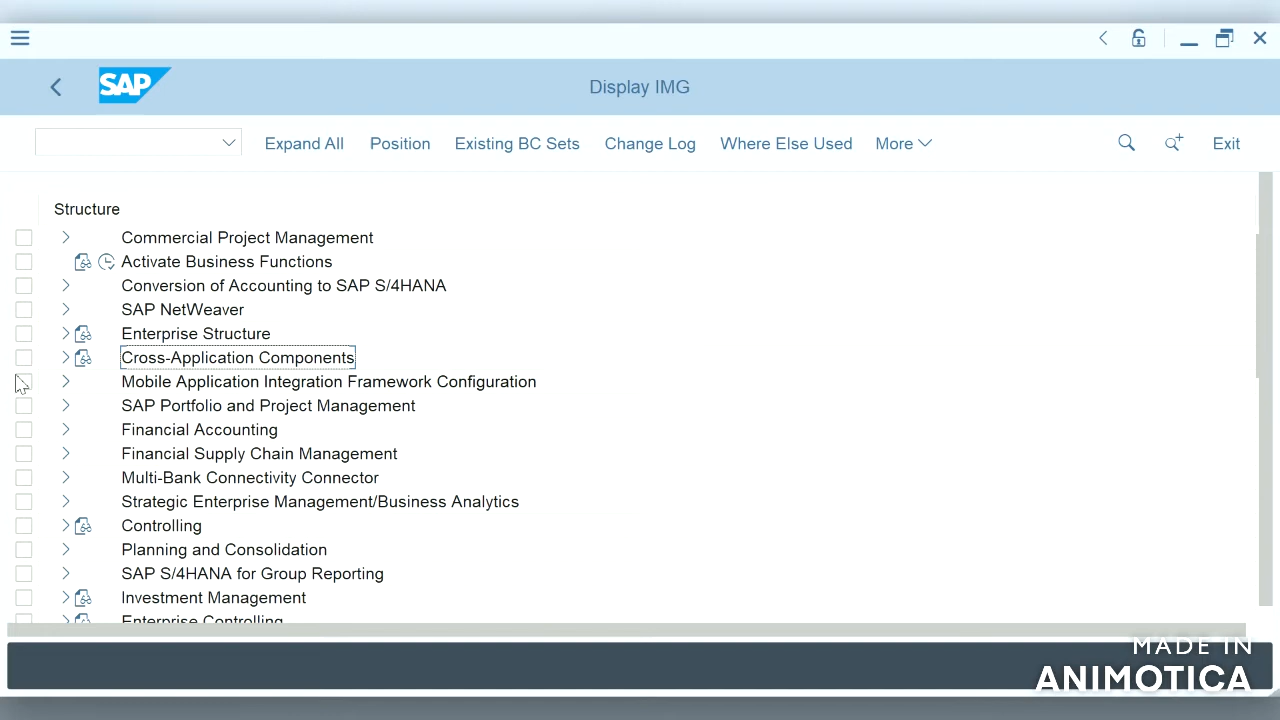 SAP
Display IMG
Expand All Position Existing BC Sets Change Log Where Else Used More Exit
Structure
Commercial Project Management
Activate Business Functions
Conversion of Accounting to SAP S/4HANA
SAP NetWeaver
Enterprise Structure
Cross-Application Components
Mobile Application Integration Framework Configuration
SAP Portfolio and Project Management
Financial Accounting
Financial Supply Chain Management
Multi-Bank Connectivity Connector
Strategic Enterprise Management/Business Analytics
Controlling
Planning and Consolidation
SAP S/4HANA for Group Reporting
Investment Management
Enterprise Controlling
MADE IN
ANIMOTICA